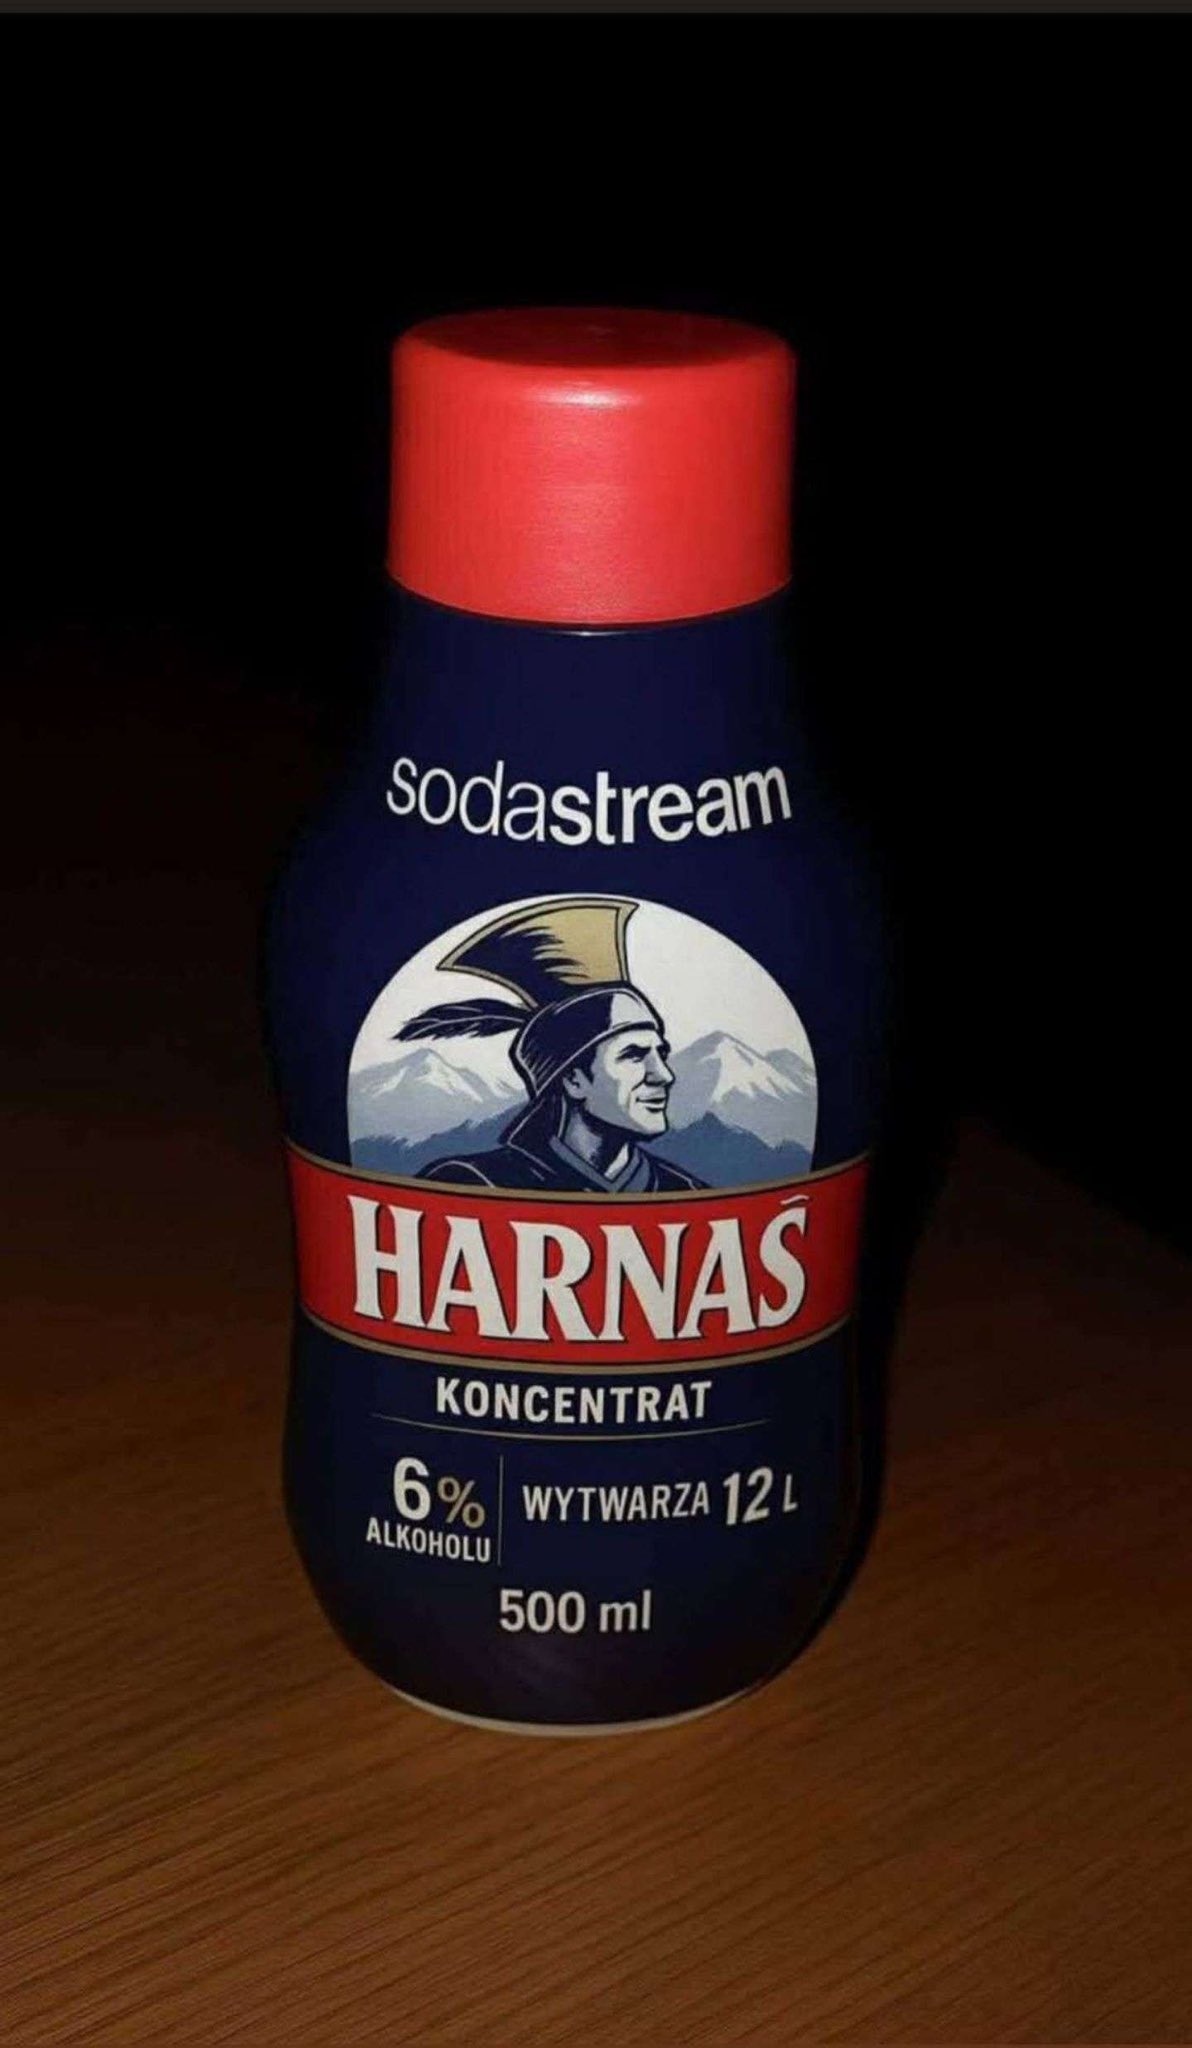 sodastream
HARNAŚ
KONCENTRAT
6%
ALKOHOLU
WYTWARZA 12 L
500 ml